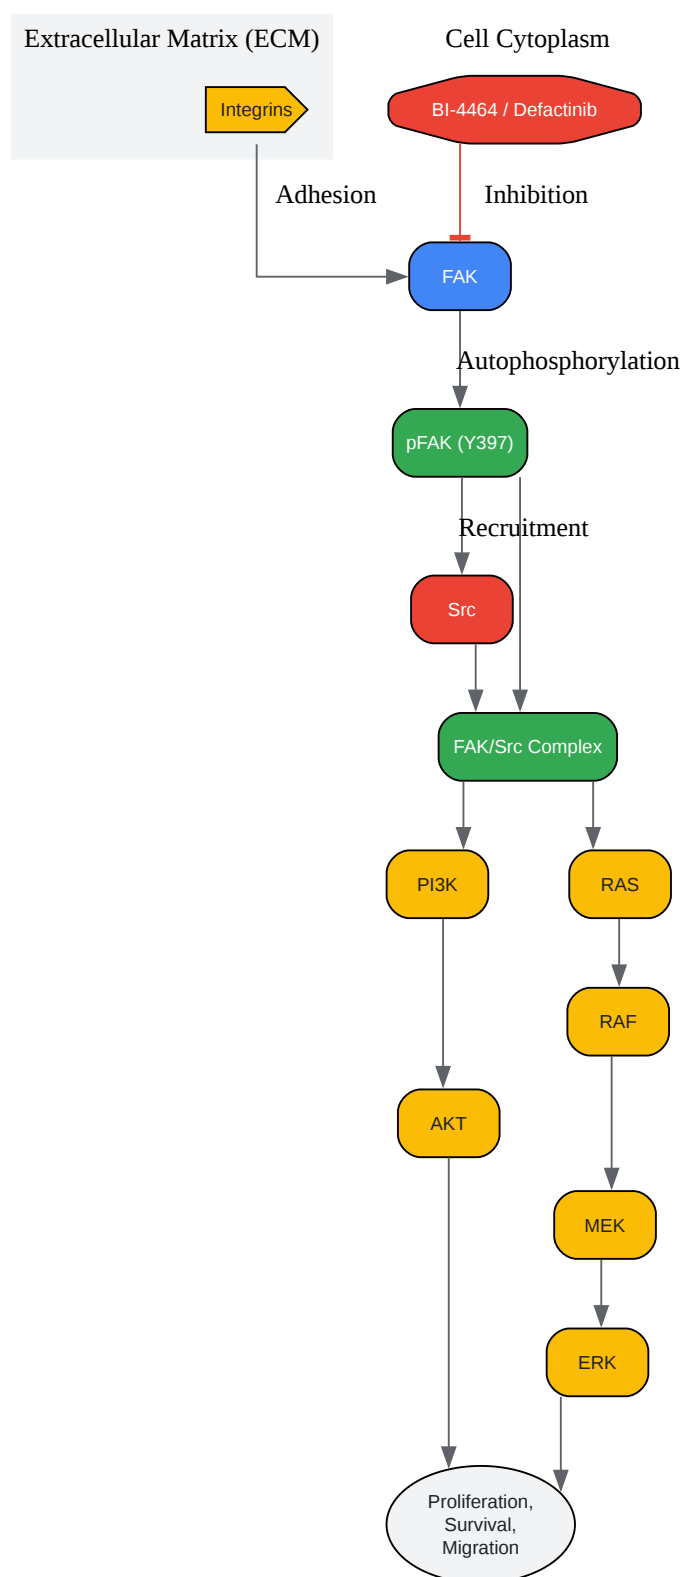 Extracellular Matrix (ECM)
Cell Cytoplasm
Integrins
BI-4464 / Defactinib
Adhesion
Inhibition
FAK
Autophosphorylation
pFAK (Y397)
Recruitment
Src
FAK/Src Complex
PI3K
RAS
RAF
AKT
MEK
ERK
Proliferation,
Survival,
Migration